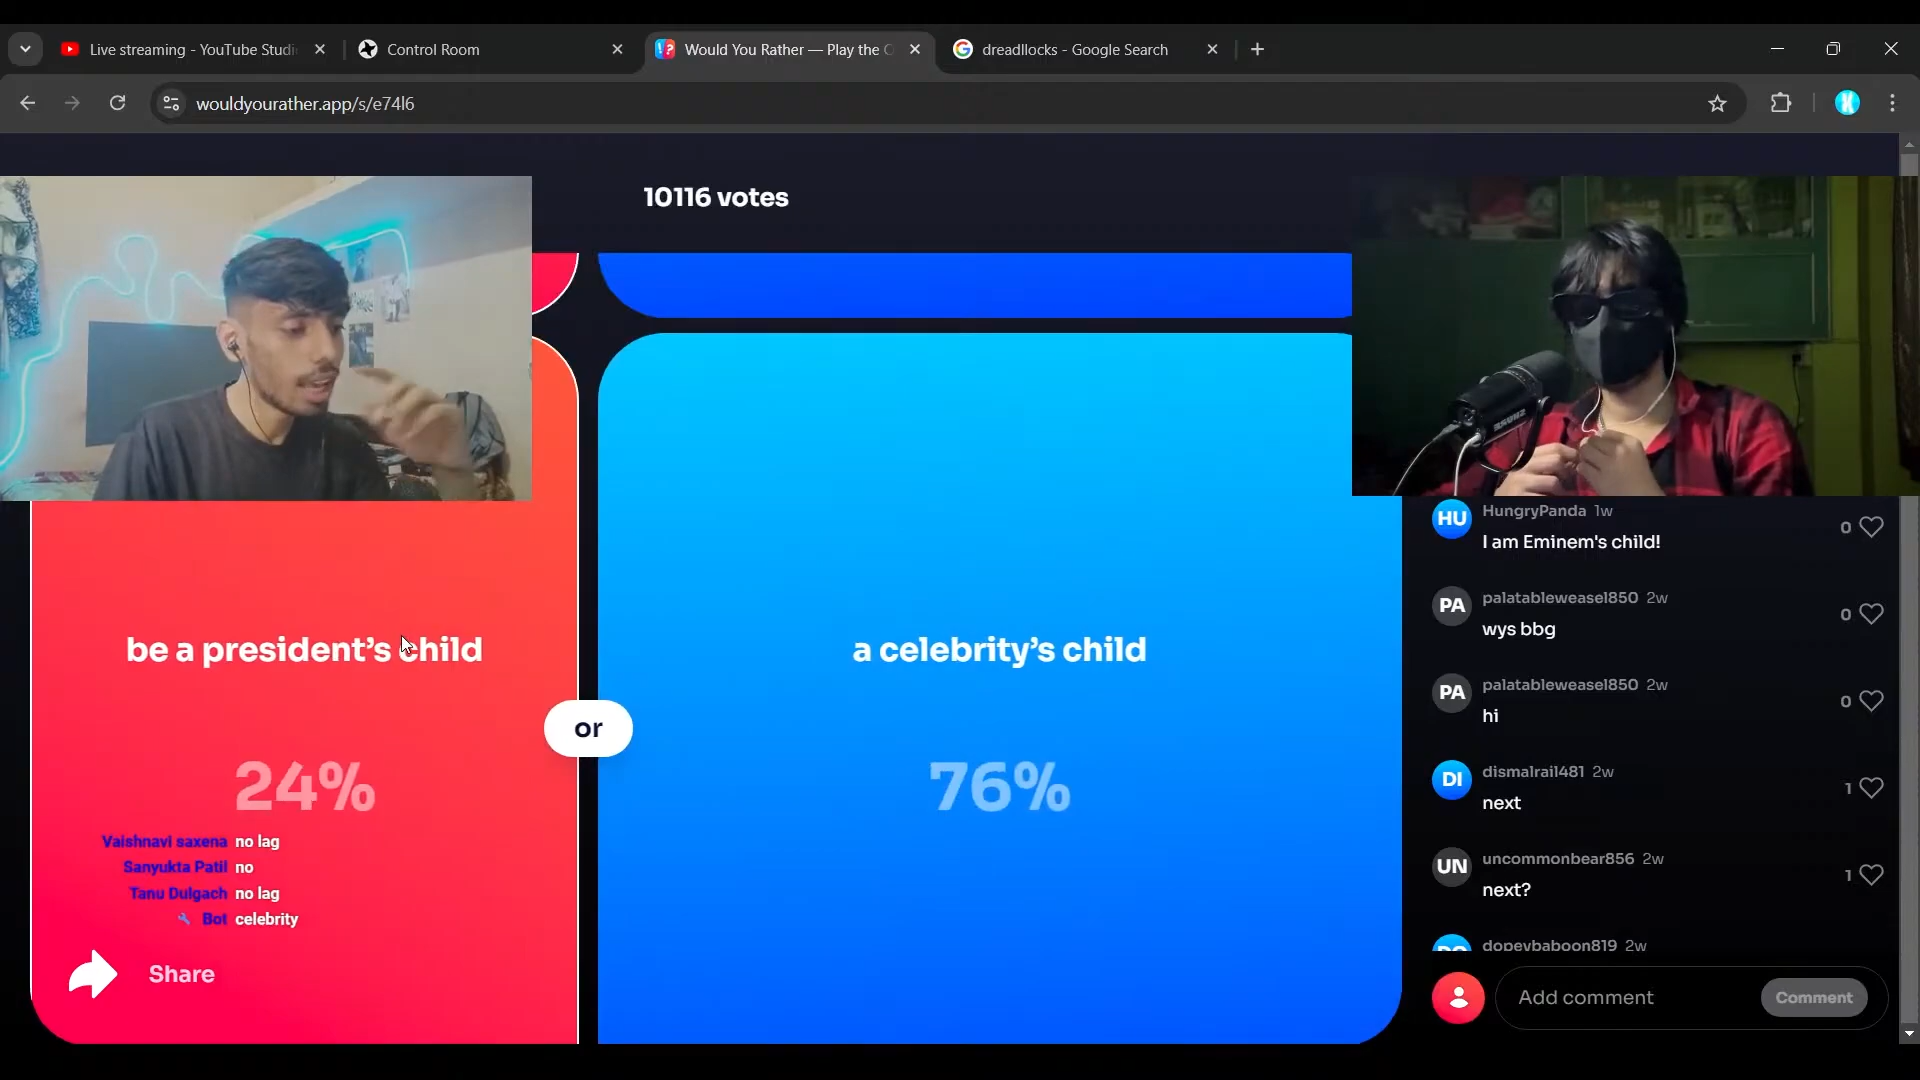 Live streaming - YouTube Studi
Control Room
Would You Rather — Play the
dreadllocks - Google Search
wouldyourather.app/s/e74l6
10116 votes
be a president's child
24%
or
a celebrity's child
76%
Vaishnavi saxena no lag
Sanyukta Patil no
Tanu Dulgach no lag
Bot celebrity
Share
HU HungryPanda 1w
I am Eminem's child!
0
PA palatableweasel850 2w
wys bbg
0
PA palatableweasel850 2w
hi
0
DI dismalrail481 2w
next
1
UN uncommonbear856 2w
next?
1
dopeybaboon819 2w
Add comment
Comment